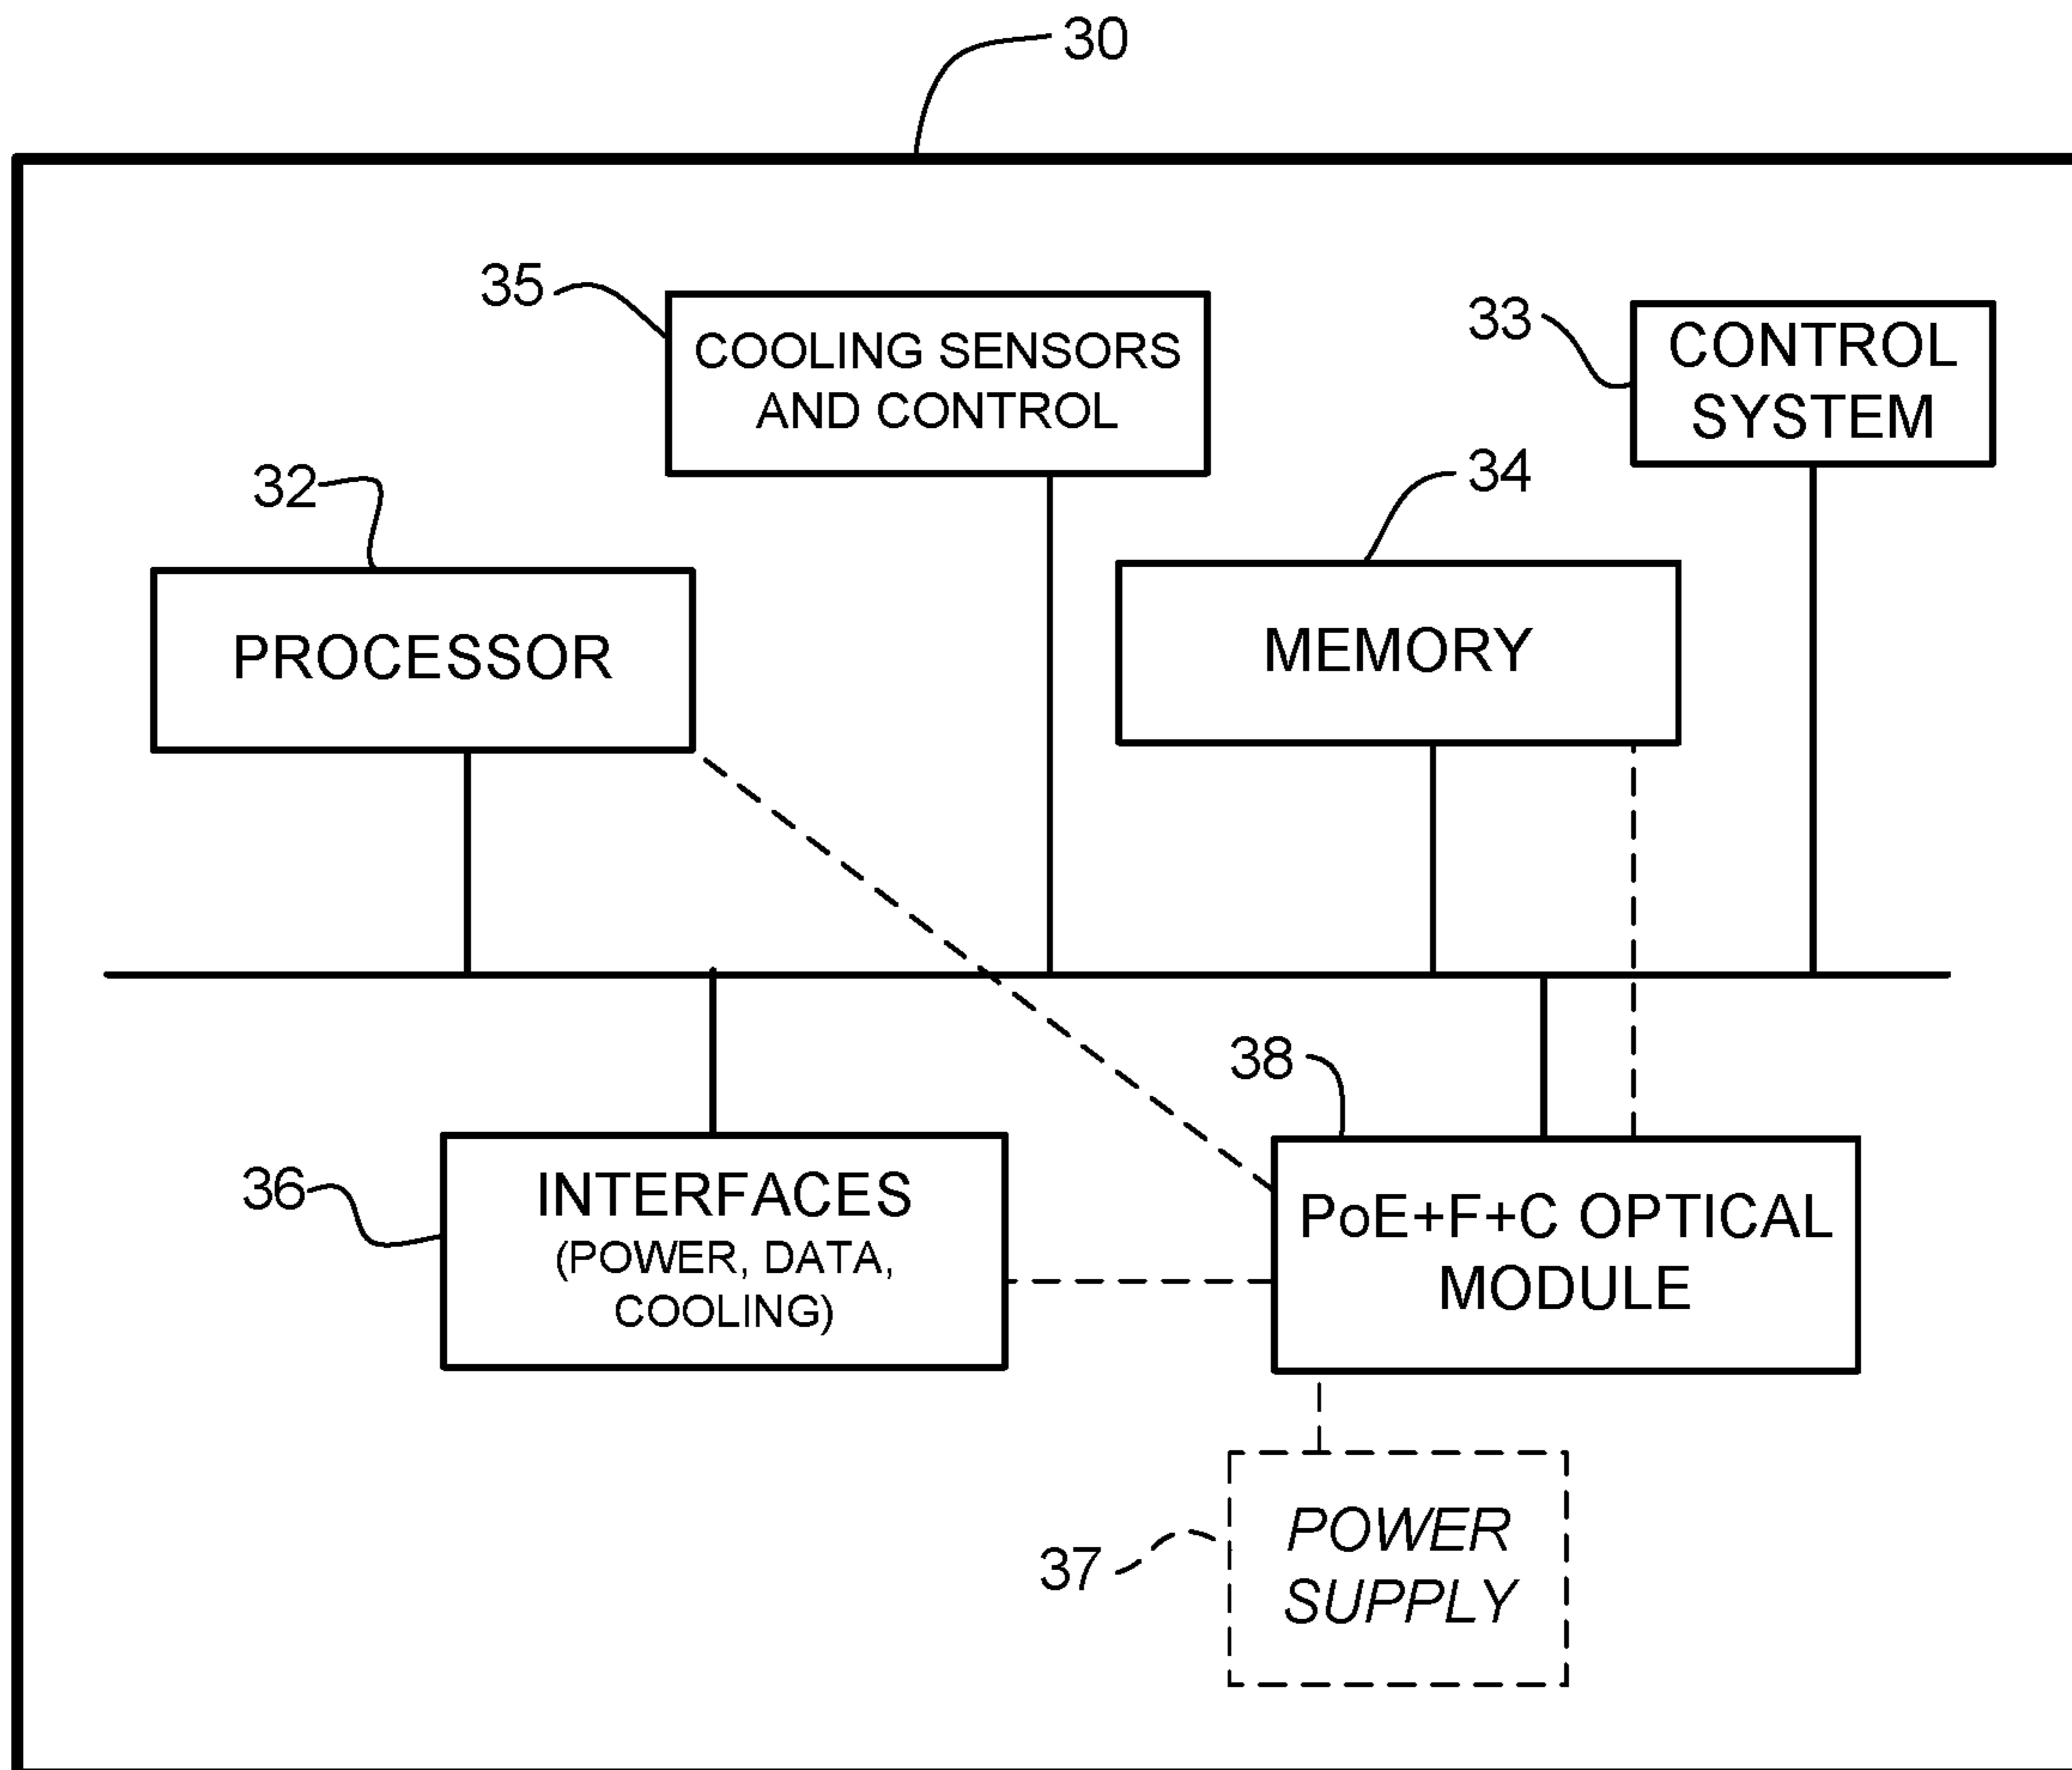 30
35
COOLING SENSORS
AND CONTROL
33
CONTROL
SYSTEM
32
34
PROCESSOR
MEMORY
38
36
INTERFACES
(POWER, DATA,
COOLING)
PoE+F+C OPTICAL
MODULE
37
POWER
SUPPLY